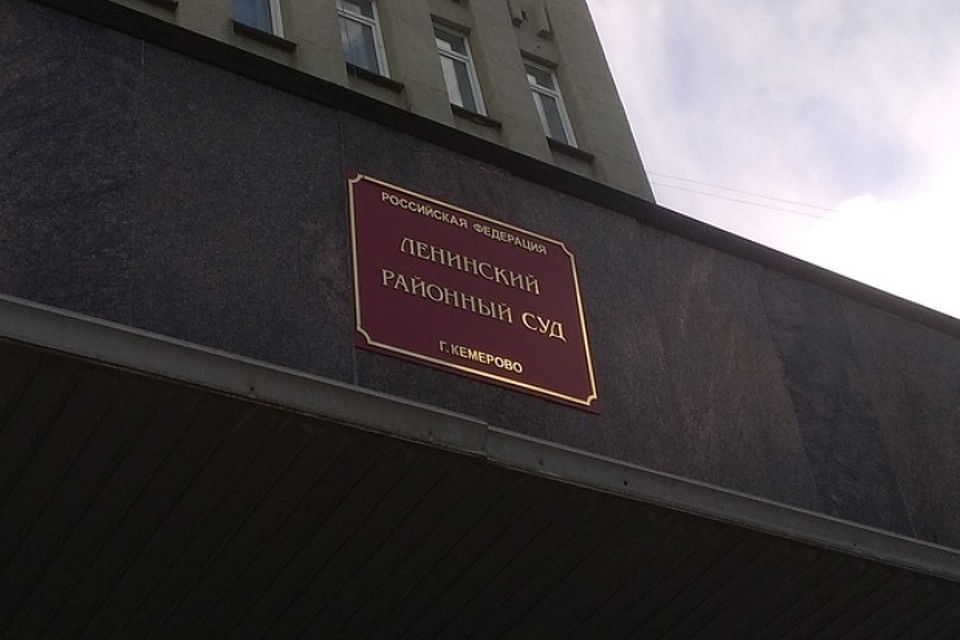 РОССИЙСКАЯ ФЕДЕРАЦИЯ
ЛЕНИНСКИЙ
РАЙОННЫЙ СУД
Г. КЕМЕРОВО